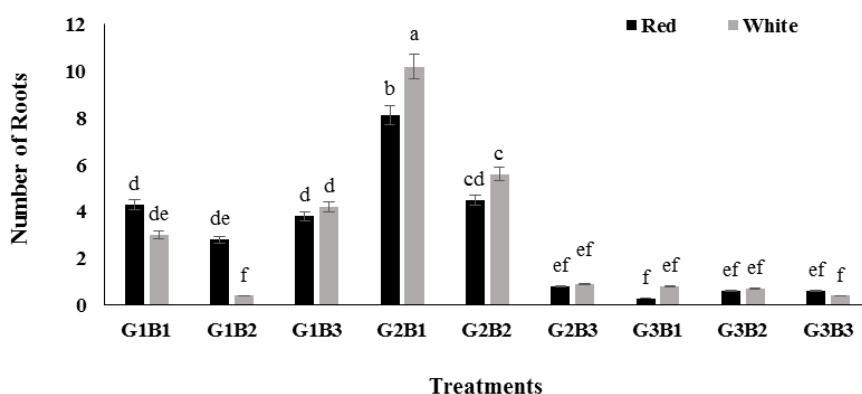 Red White
Number of Roots
12
10
8
6
4
2
0
d de
de f
d d
b a
cd c
ef ef
f ef
ef ef
ef f
G1B1 G1B2 G1B3 G2B1 G2B2 G2B3 G3B1 G3B2 G3B3
Treatments